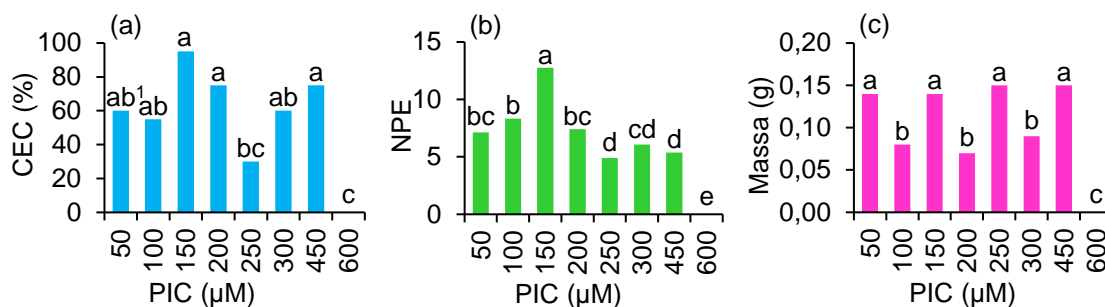 (a)
CEC (%)
100
80
60
40
20
0
ab¹ ab a a bc ab a c
50 100 150 200 250 300 450 600
PIC (µM)
(b)
NPE
15
10
5
0
bc b a bc d cd d e
50 100 150 200 250 300 450 600
PIC (µM)
(c)
Massa (g)
0,20
0,15
0,10
0,05
0,00
a b a b a b a c
50 100 150 200 250 300 450 600
PIC (µM)